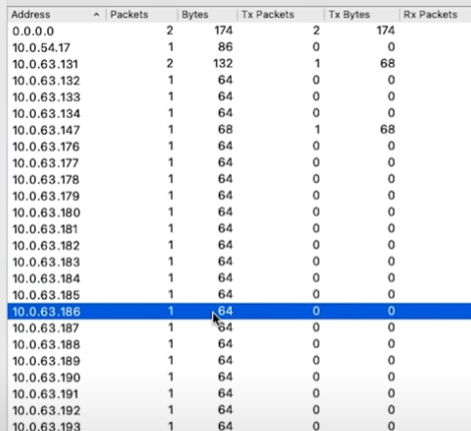 Address Packets Bytes Tx Packets Tx Bytes Rx Packets
0.0.0.0 2 174 2 174
10.0.54.17 1 86 0 0
10.0.63.131 2 132 1 68
10.0.63.132 1 64 0 0
10.0.63.133 1 64 0 0
10.0.63.134 1 64 0 0
10.0.63.147 1 68 1 68
10.0.63.176 1 64 0 0
10.0.63.177 1 64 0 0
10.0.63.178 1 64 0 0
10.0.63.179 1 64 0 0
10.0.63.180 1 64 0 0
10.0.63.181 1 64 0 0
10.0.63.182 1 64 0 0
10.0.63.183 1 64 0 0
10.0.63.184 1 64 0 0
10.0.63.185 1 64 0 0
10.0.63.186 1 64 0 0
10.0.63.187 1 64 0 0
10.0.63.188 1 64 0 0
10.0.63.189 1 64 0 0
10.0.63.190 1 64 0 0
10.0.63.191 1 64 0 0
10.0.63.192 1 64 0 0
10.0.63.193 1 64 0 0